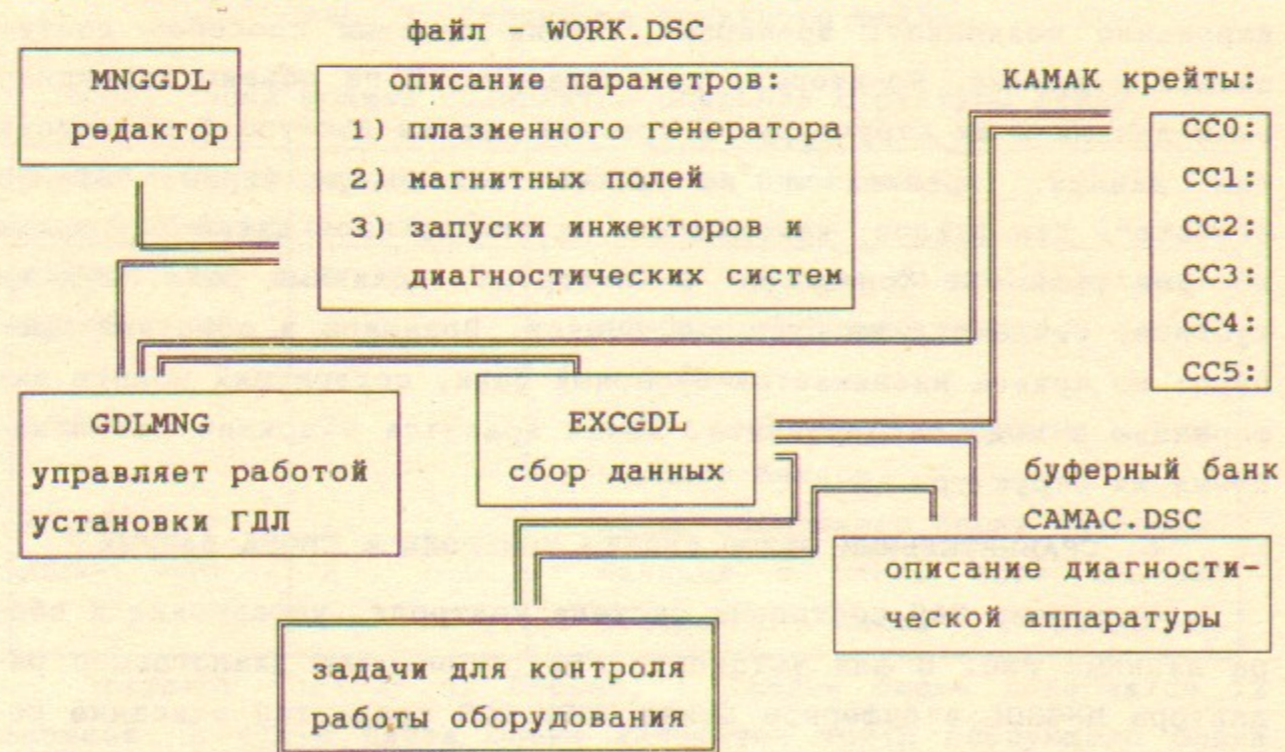 файл WORK.DSC
MNGGDL
редактор
описание параметров:
1) плазменного генератора
2) магнитных полей
3) запуски инжекторов и
диагностических систем
КАМАК крейты:
CC0:
CC1:
CC2:
CC3:
CC4:
CC5:
GDLMNG
управляет работой
установки ГДЛ
EXCGDL
сбор данных
буферный банк
CAMAC.DSC
описание диагности-
ческой аппаратуры
задачи для контроля
работы оборудования